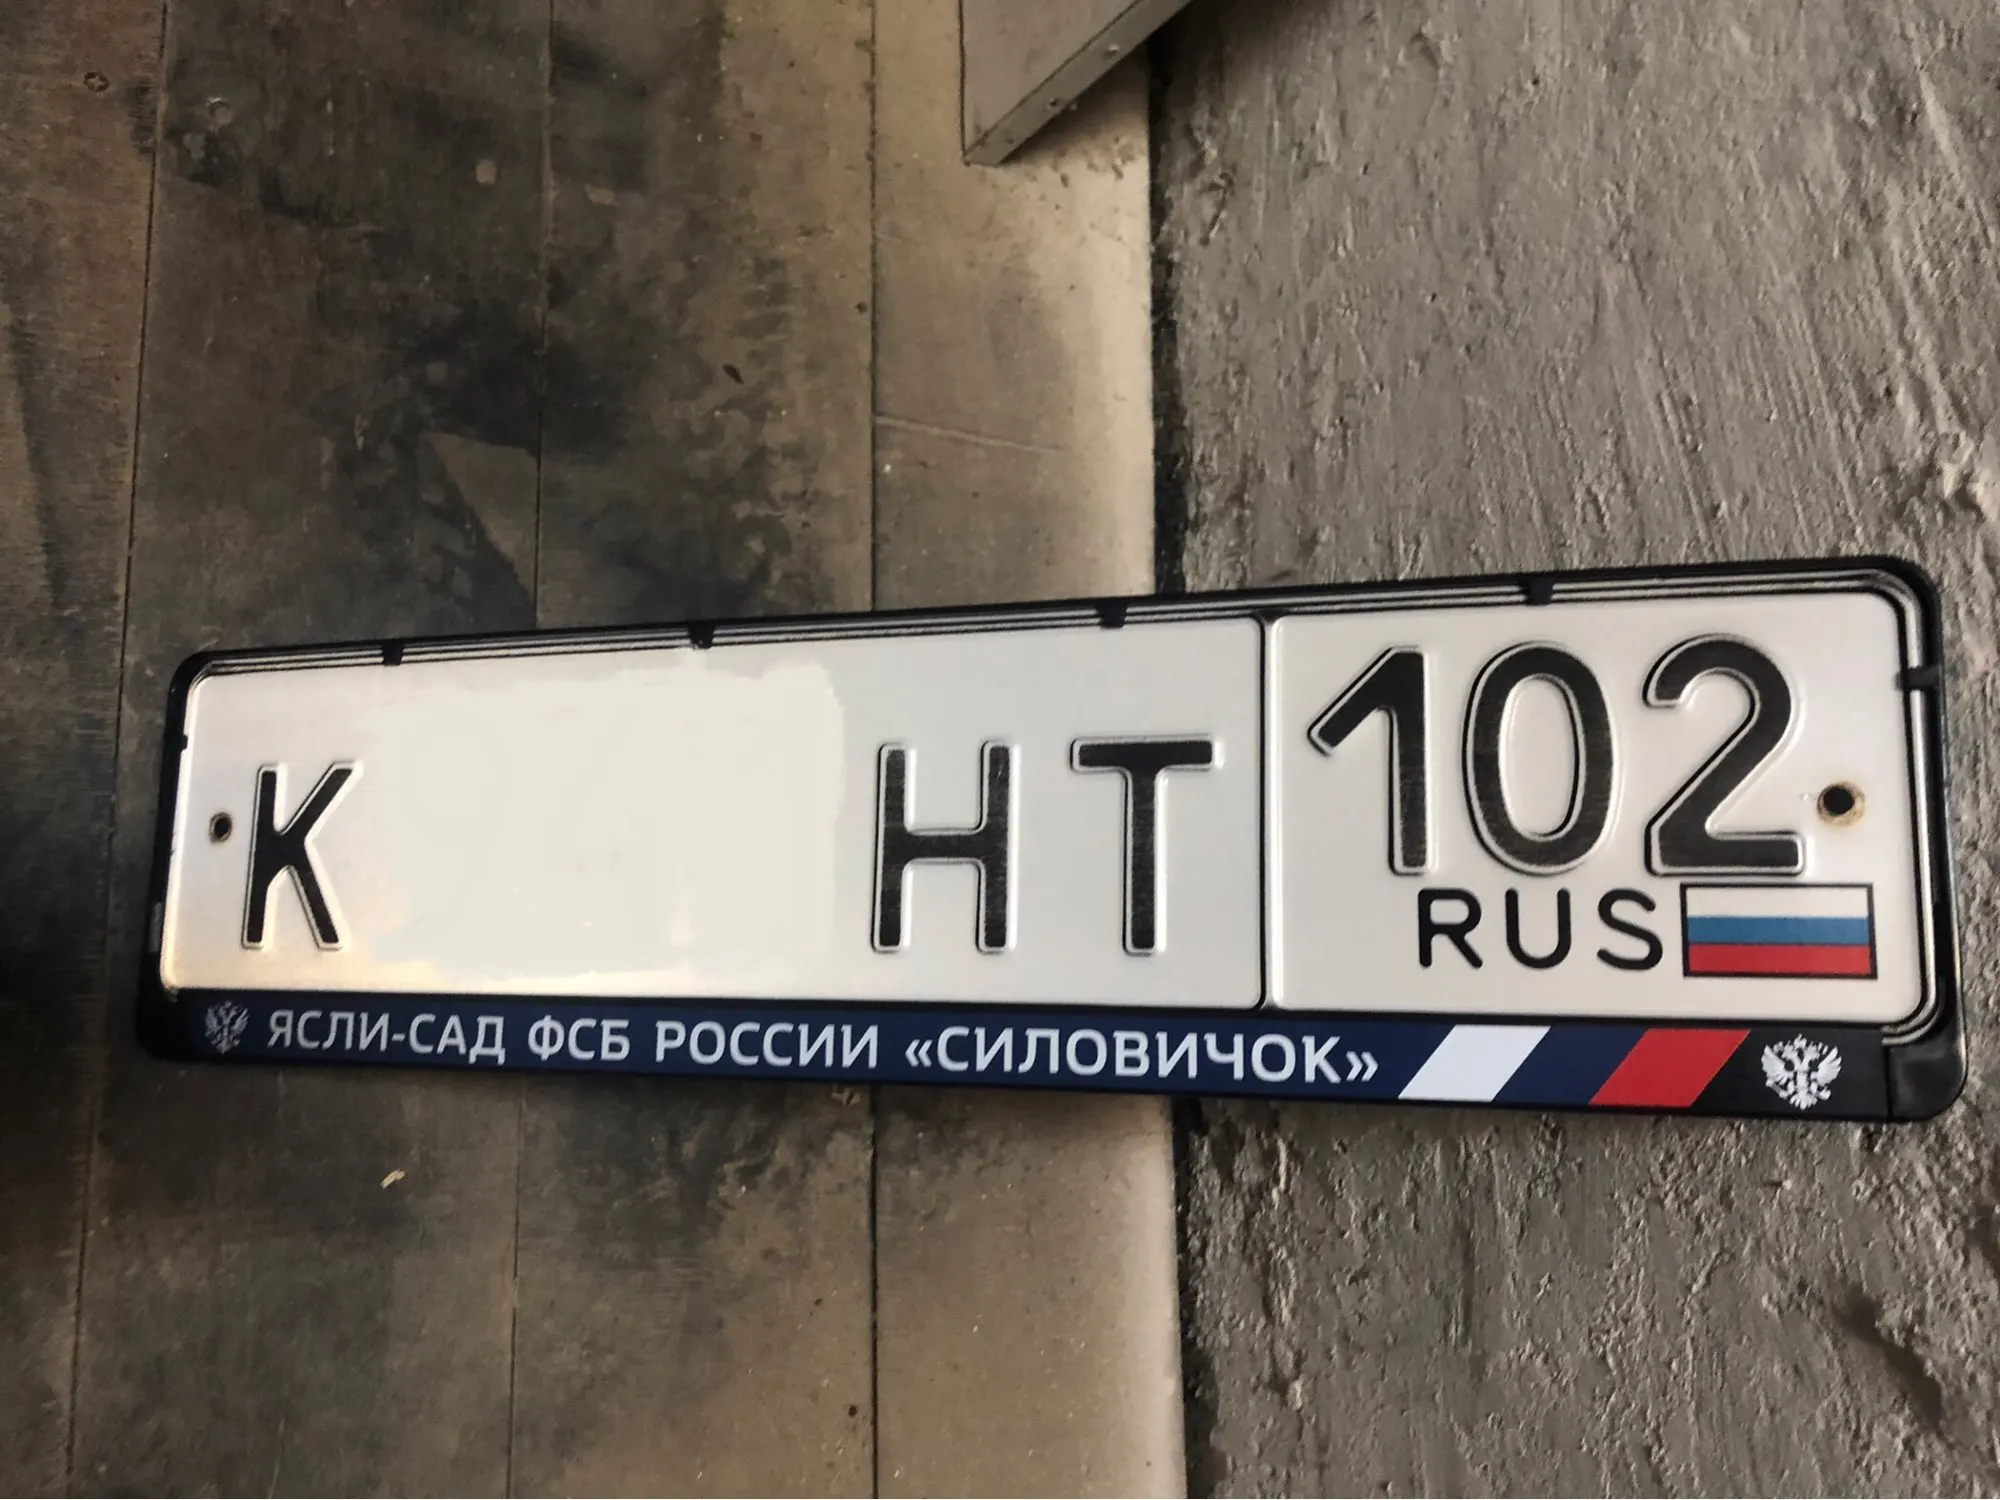 К НТ 102
RUS
ЯСЛИ-САД ФСБ РОССИИ «СИЛОВИЧОК»